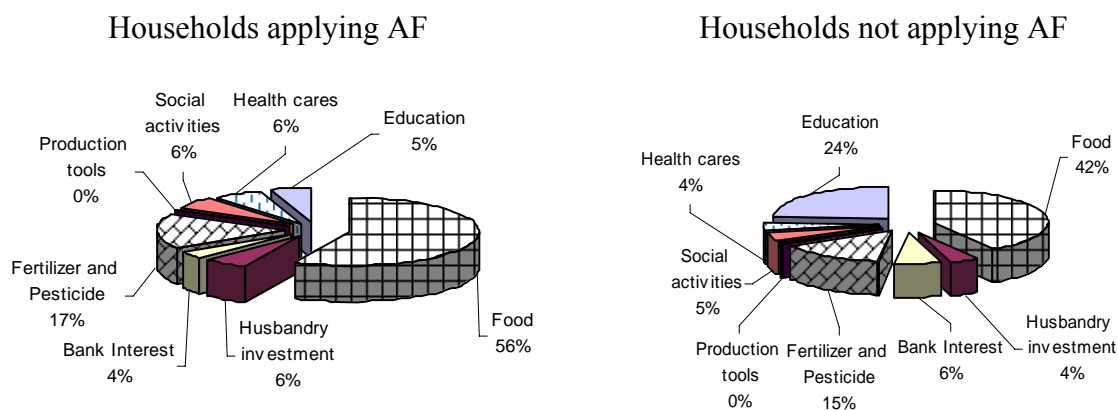 Households applying AF
Social
activities
6%
Health cares
6%
Education
5%
Production
tools
0%
Fertilizer and
Pesticide
17%
Bank Interest
4%
Husbandry
investment
6%
Food
56%
Households not applying AF
Education
24%
Food
42%
Health cares
4%
Social
activities
5%
Production
tools
0%
Fertilizer and
Pesticide
15%
Bank Interest
6%
Husbandry
investment
4%